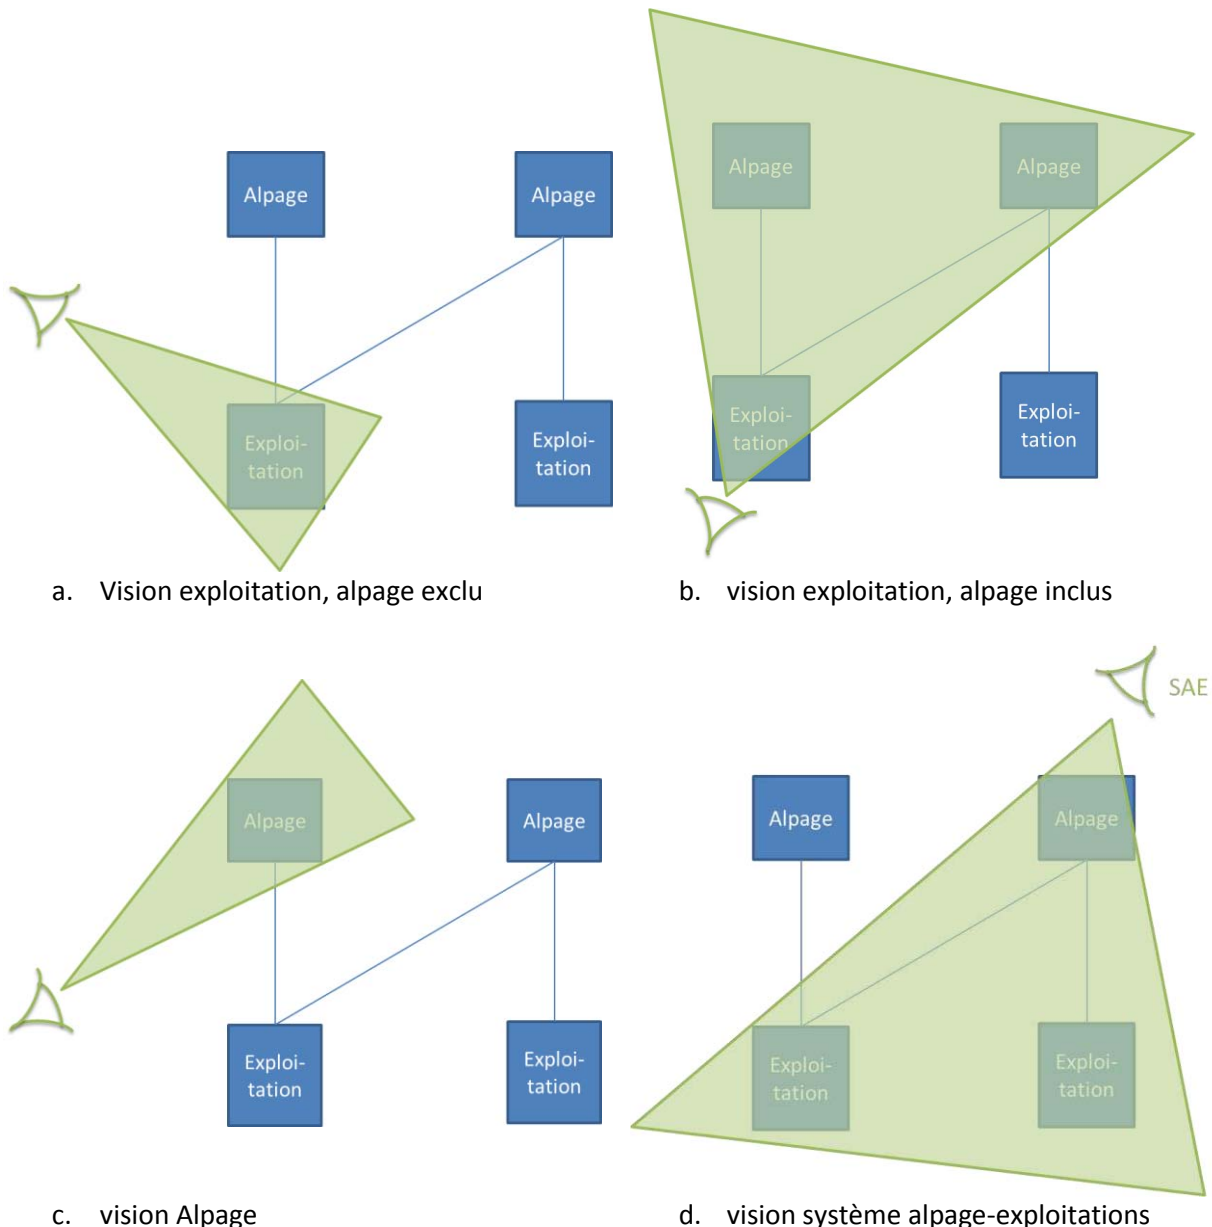 Alpage
Alpage
Exploi-
tation
Exploi-
tation
a. Vision exploitation, alpage exclu
Alpage
Alpage
Exploi-
tation
Exploi-
tation
b. vision exploitation, alpage inclus
Alpage
Alpage
Exploi-
tation
Exploi-
tation
c. vision Alpage
SAE
Alpage
Alpage
Exploi-
tation
Exploi-
tation
d. vision système alpage-exploitations